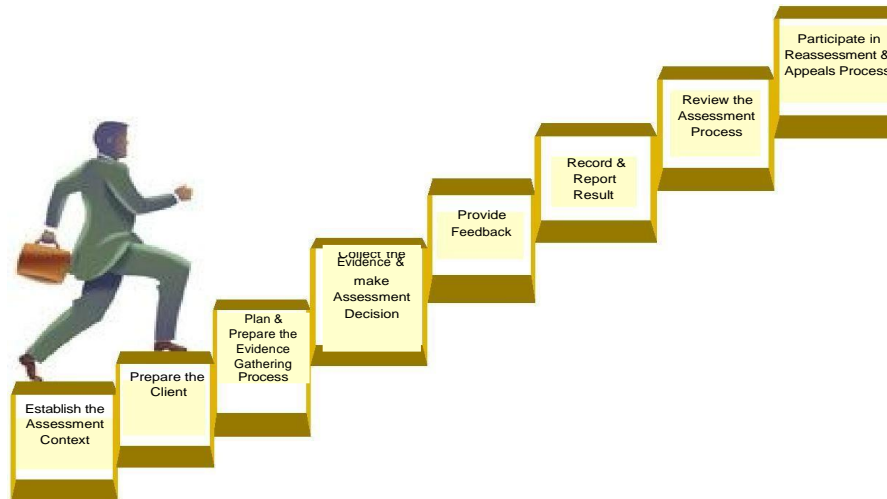 Establish the
Assessment
Context
Prepare the
Client
Plan &
Prepare the
Evidence
Gathering
Process
Collect the
Evidence &
make
Assessment
Decision
Provide
Feedback
Record &
Report
Result
Review the
Assessment
Process
Participate in
Reassessment &
Appeals Process